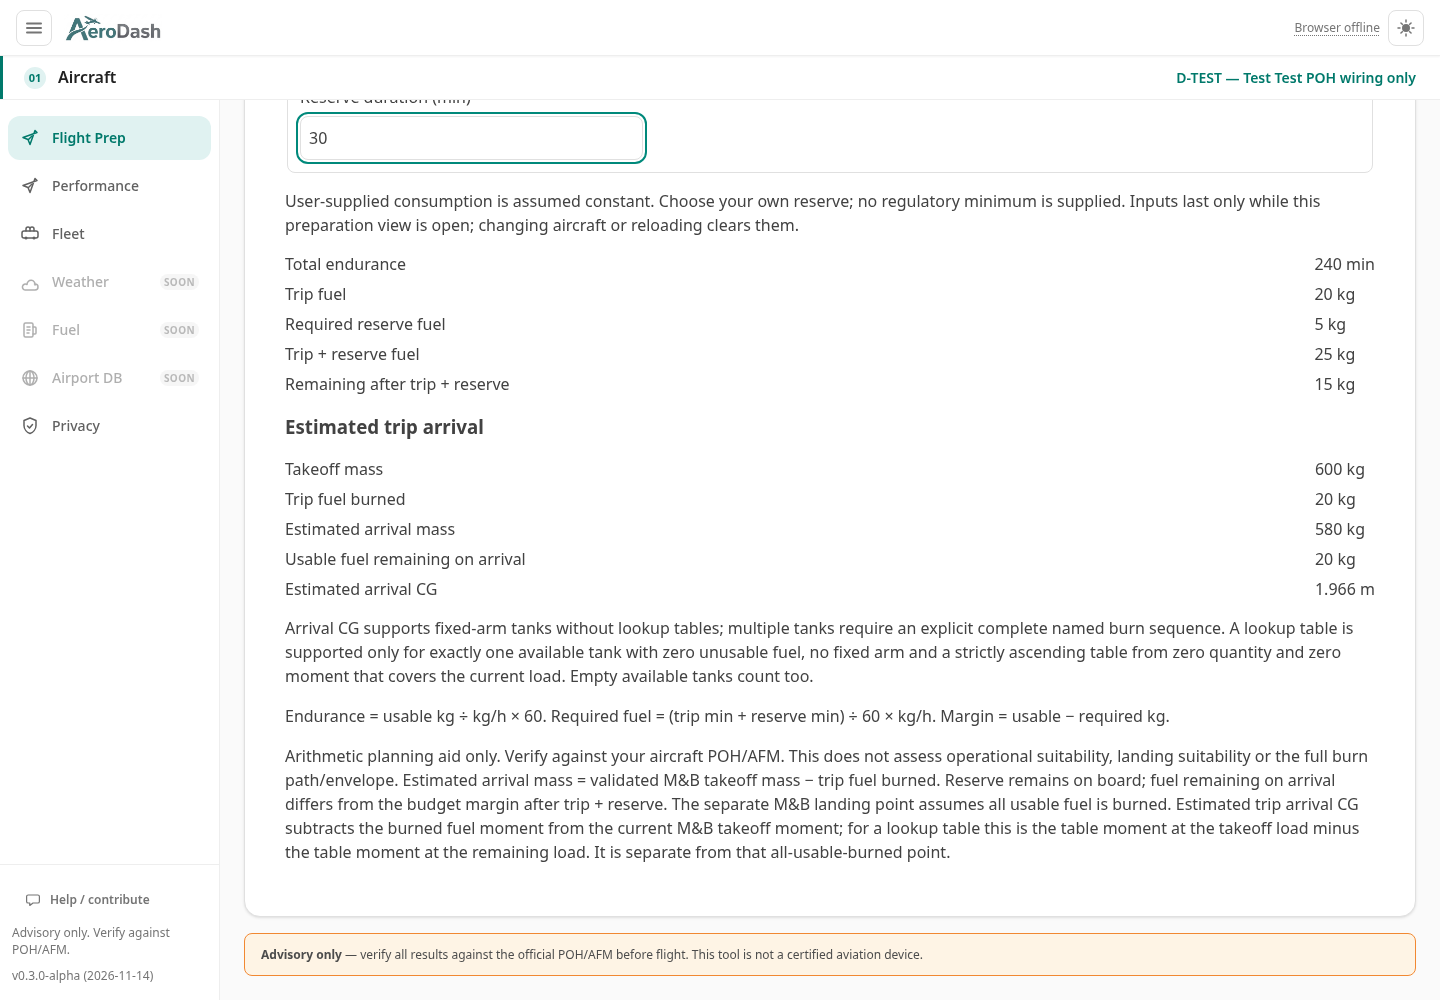 AeroDash
Browser offline
01 Aircraft
D-TEST — Test Test POH wiring only
Flight Prep
Performance
Fleet
Weather SOON
Fuel SOON
Airport DB SOON
Privacy
Help / contribute
Advisory only. Verify against
POH/AFM.
v0.3.0-alpha (2026-11-14)
Reserve duration (min)
30
User-supplied consumption is assumed constant. Choose your own reserve; no regulatory minimum is supplied. Inputs last only while this
preparation view is open; changing aircraft or reloading clears them.
Total endurance 240 min
Trip fuel 20 kg
Required reserve fuel 5 kg
Trip + reserve fuel 25 kg
Remaining after trip + reserve 15 kg
Estimated trip arrival
Takeoff mass 600 kg
Trip fuel burned 20 kg
Estimated arrival mass 580 kg
Usable fuel remaining on arrival 20 kg
Estimated arrival CG 1.966 m
Arrival CG supports fixed-arm tanks without lookup tables; multiple tanks require an explicit complete named burn sequence. A lookup table is
supported only for exactly one available tank with zero unusable fuel, no fixed arm and a strictly ascending table from zero quantity and zero
moment that covers the current load. Empty available tanks count too.
Endurance = usable kg ÷ kg/h × 60. Required fuel = (trip min + reserve min) ÷ 60 × kg/h. Margin = usable − required kg.
Arithmetic planning aid only. Verify against your aircraft POH/AFM. This does not assess operational suitability, landing suitability or the full burn
path/envelope. Estimated arrival mass = validated M&B takeoff mass − trip fuel burned. Reserve remains on board; fuel remaining on arrival
differs from the budget margin after trip + reserve. The separate M&B landing point assumes all usable fuel is burned. Estimated trip arrival CG
subtracts the burned fuel moment from the current M&B takeoff moment; for a lookup table this is the table moment at the takeoff load minus
the table moment at the remaining load. It is separate from that all-usable-burned point.
Advisory only — verify all results against the official POH/AFM before flight. This tool is not a certified aviation device.